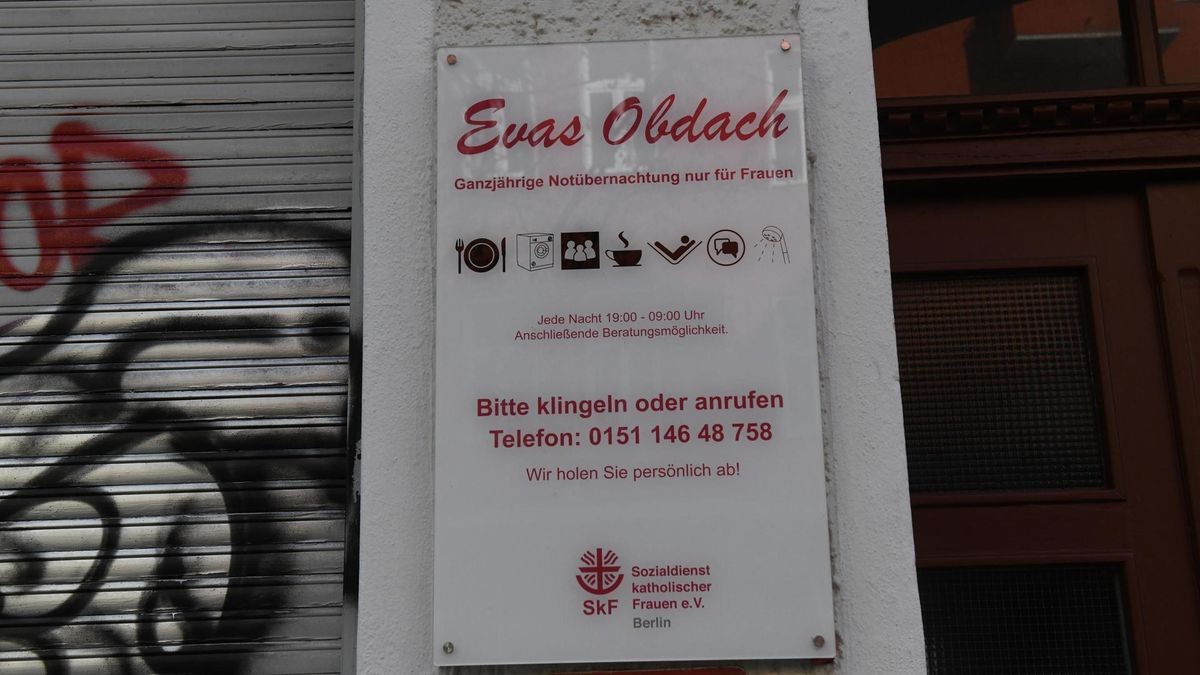 Evas Obdach
Ganzjährige Notübernachtung nur für Frauen
Jede Nacht 19:00 - 09:00 Uhr
Anschließende Beratungsmöglichkeit.
Bitte klingeln oder anrufen
Telefon: 0151 146 48 758
Wir holen Sie persönlich ab!
SkF
Sozialdienst
katholischer
Frauen e.V.
Berlin